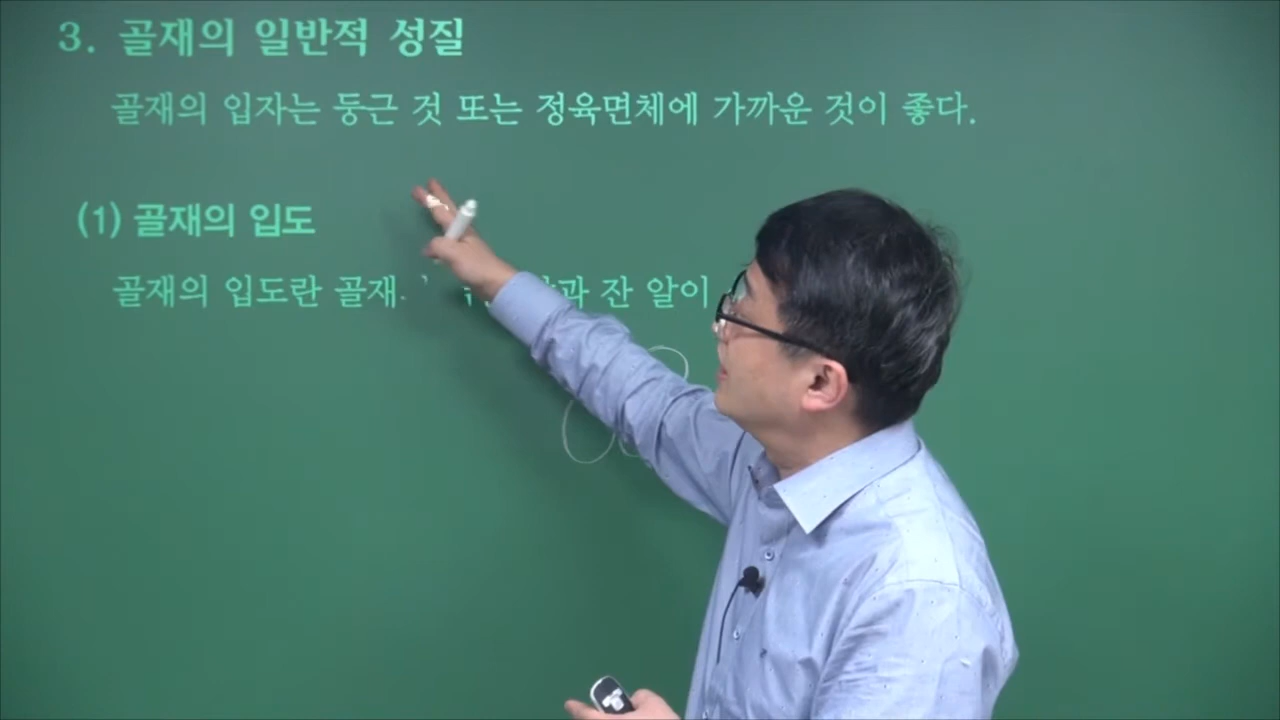 3. 골재의 일반적 성질
골재의 입자는 둥근 것 또는 정육면체에 가까운 것이 좋다.
(1) 골재의 입도
골재의 입도란 골재 잔 알이